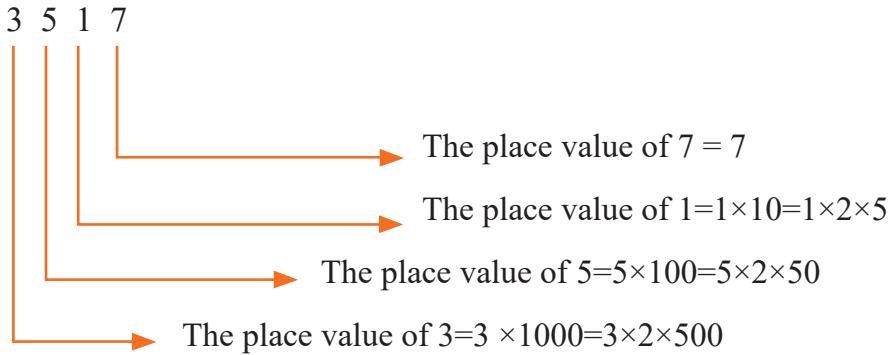 3 5 1 7
The place value of 7 = 7
The place value of 1=1×10=1×2×5
The place value of 5=5×100=5×2×50
The place value of 3=3 ×1000=3×2×500